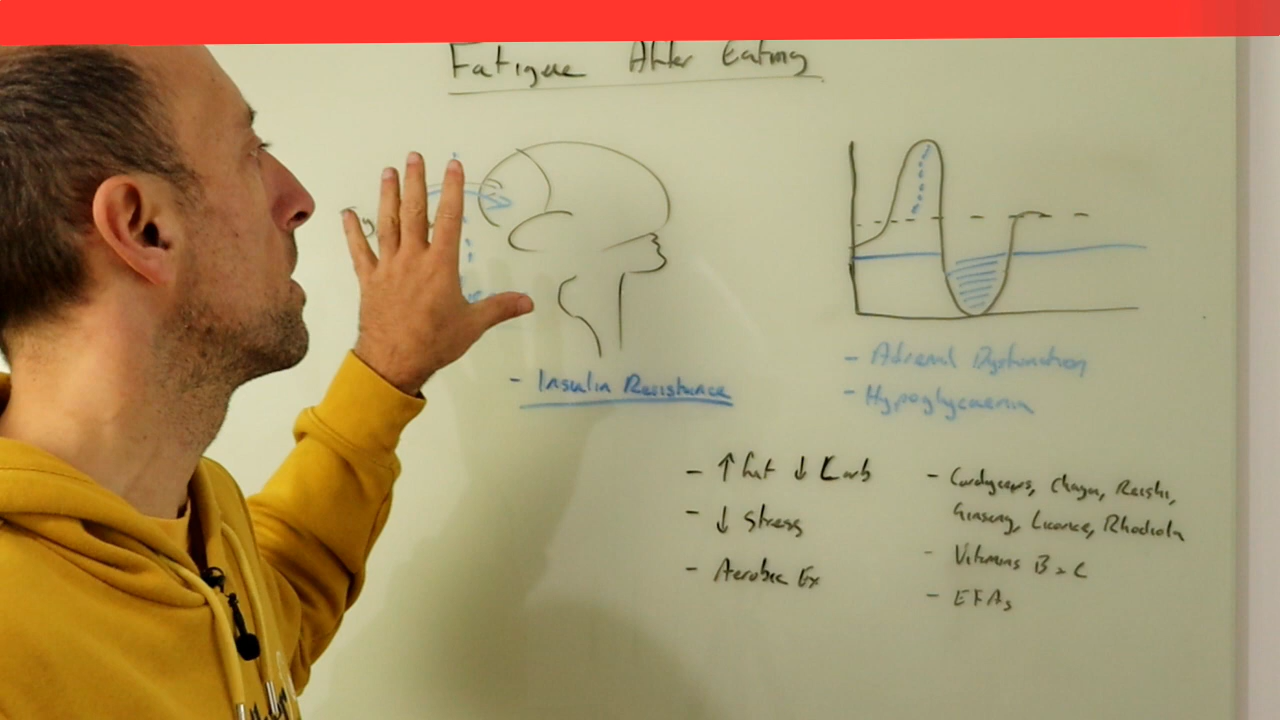 Fatigue After Eating
- Insulin Resistance
- Adrenal Dysfunction
- Hypoglycaemia
- ↑ Fat ↓ Carb
- ↓ Stress
- Aerobic Ex
- Cordyceps, Chaga, Reishi,
Ginseng, Licorice, Rhodiola
- Vitamins B + C
- EFAs